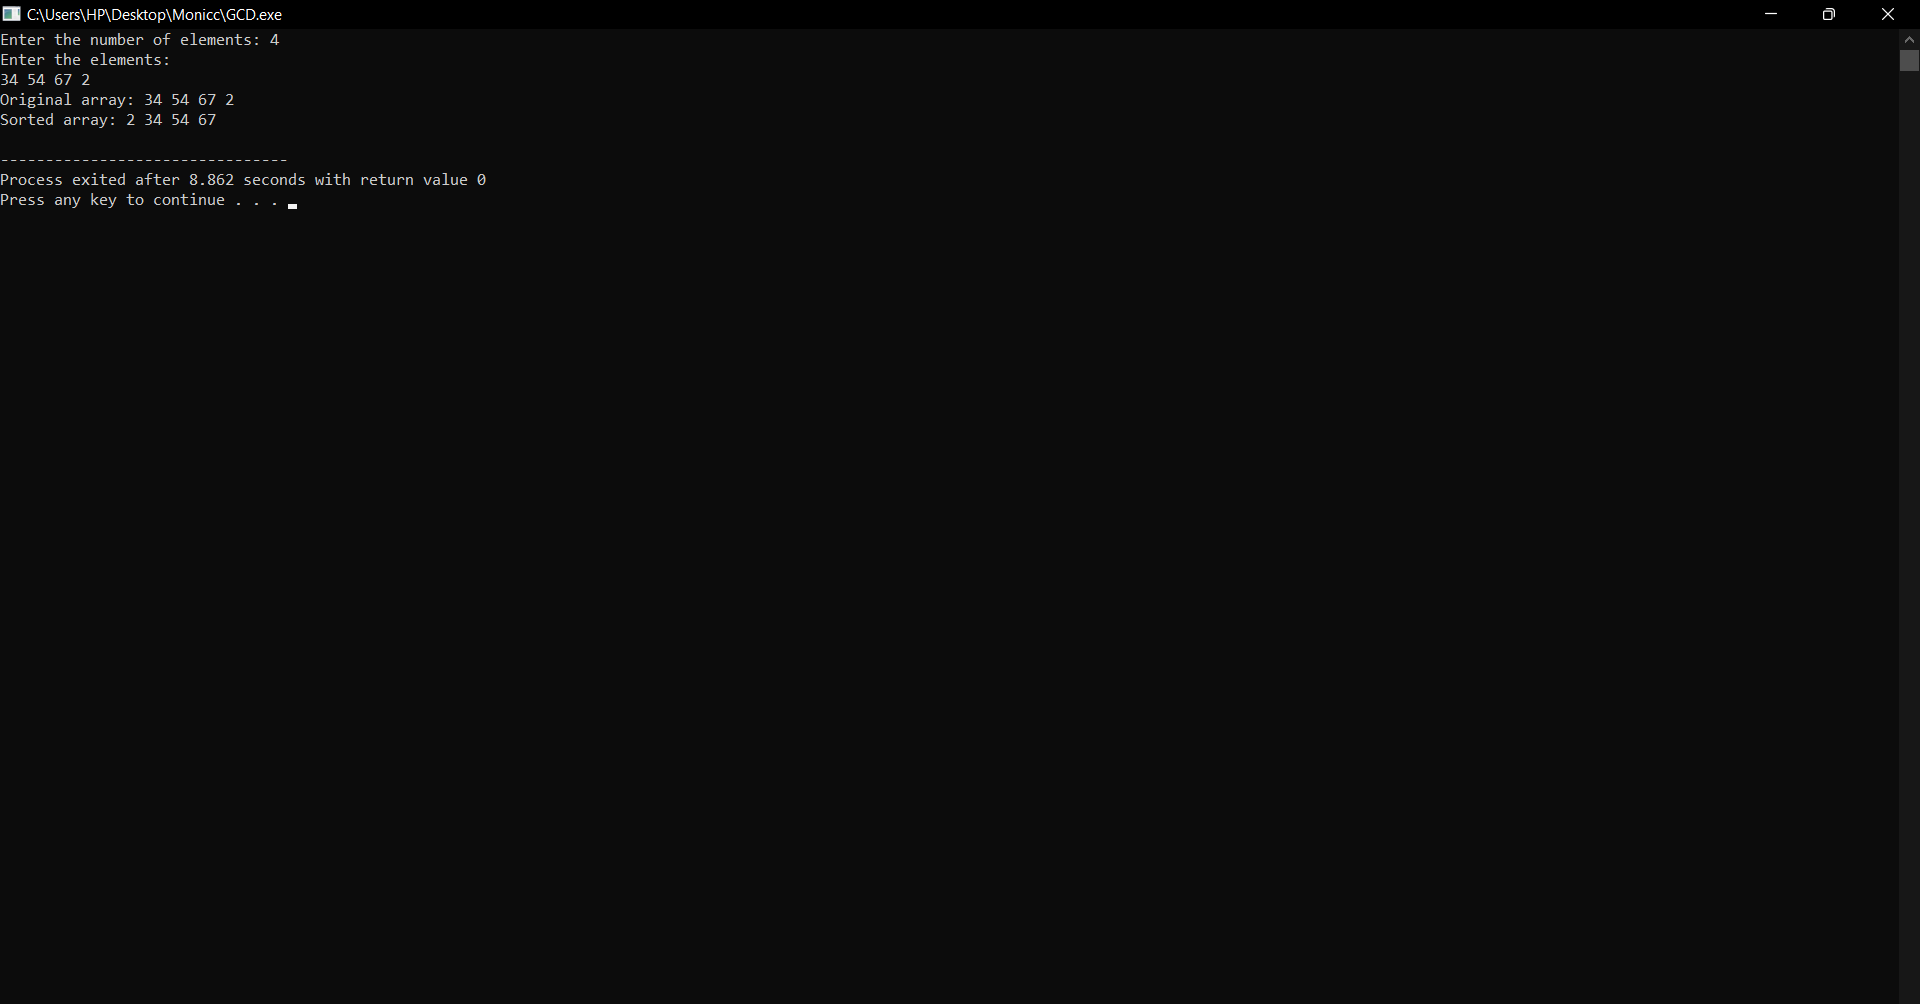 C:\Users\HP\Desktop\Monicc\GCD.exe
Enter the number of elements: 4
Enter the elements:
34 54 67 2
Original array: 34 54 67 2
Sorted array: 2 34 54 67
--------------------------------
Process exited after 8.862 seconds with return value 0
Press any key to continue . . .